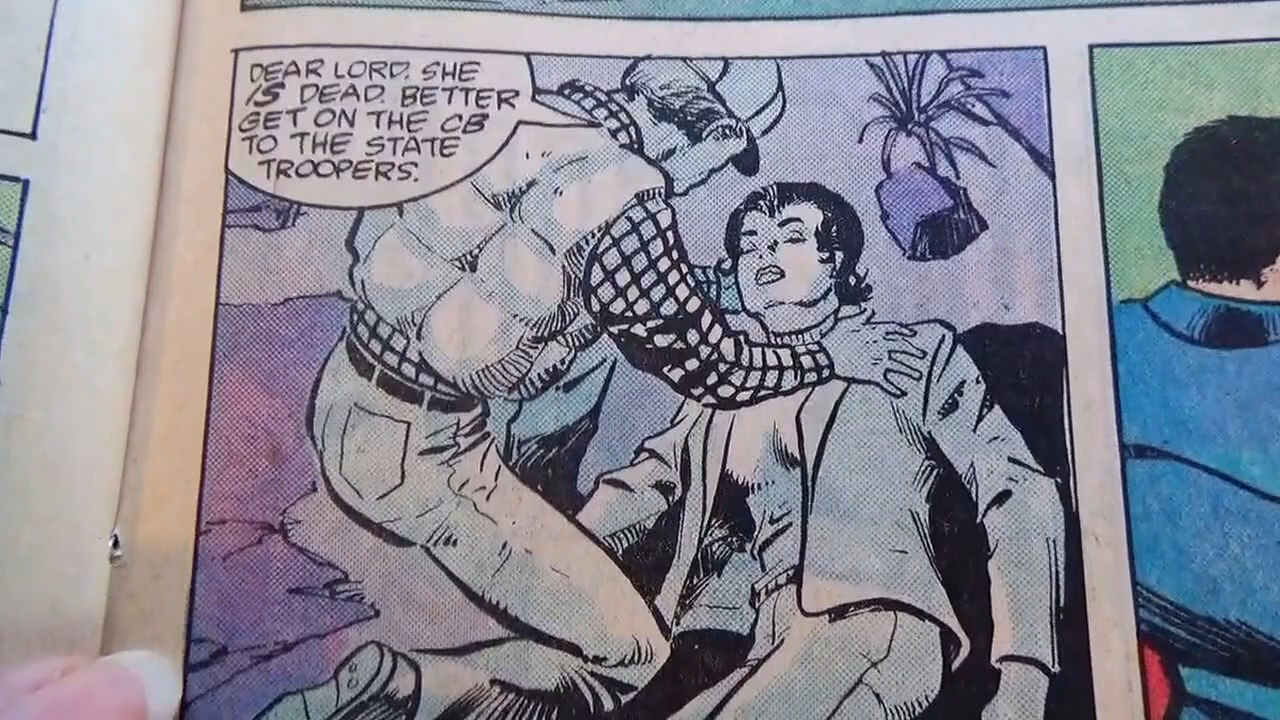 DEAR LORD. SHE
IS DEAD. BETTER
GET ON THE CB
TO THE STATE
TROOPERS.